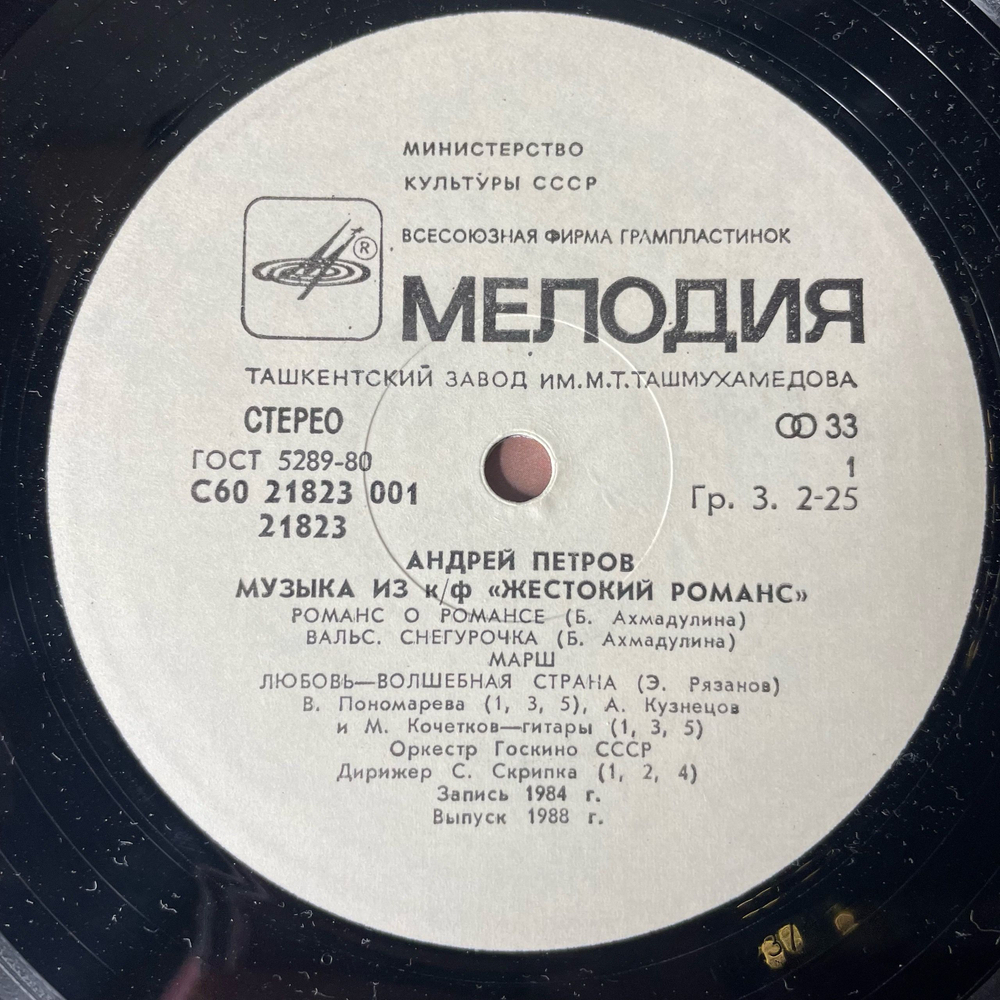 МИНИСТЕРСТВО
КУЛЬТУРЫ СССР
®
ВСЕСОЮЗНАЯ ФИРМА ГРАМПЛАСТИНОК
МЕЛОДИЯ
ТАШКЕНТСКИЙ ЗАВОД ИМ.М.Т.ТАШМУХАМЕДОВА
СТЕРЕО 33
ГОСТ 5289-80 1
С60 21823 001 Гр. 3. 2-25
21823
АНДРЕЙ ПЕТРОВ
МУЗЫКА ИЗ к/ф «ЖЕСТОКИЙ РОМАНС»
РОМАНС О РОМАНСЕ (Б. Ахмадулина)
ВАЛЬС. СНЕГУРОЧКА (Б. Ахмадулина)
МАРШ
ЛЮБОВЬ—ВОЛШЕБНАЯ СТРАНА (Э. Рязанов)
В. Пономарева (1, 3, 5), А. Кузнецов
и М. Кочетков—гитары (1, 3, 5)
Оркестр Госкино СССР
Дирижер С. Скрипка (1, 2, 4)
Запись 1984 г.
Выпуск 1988 г.
37